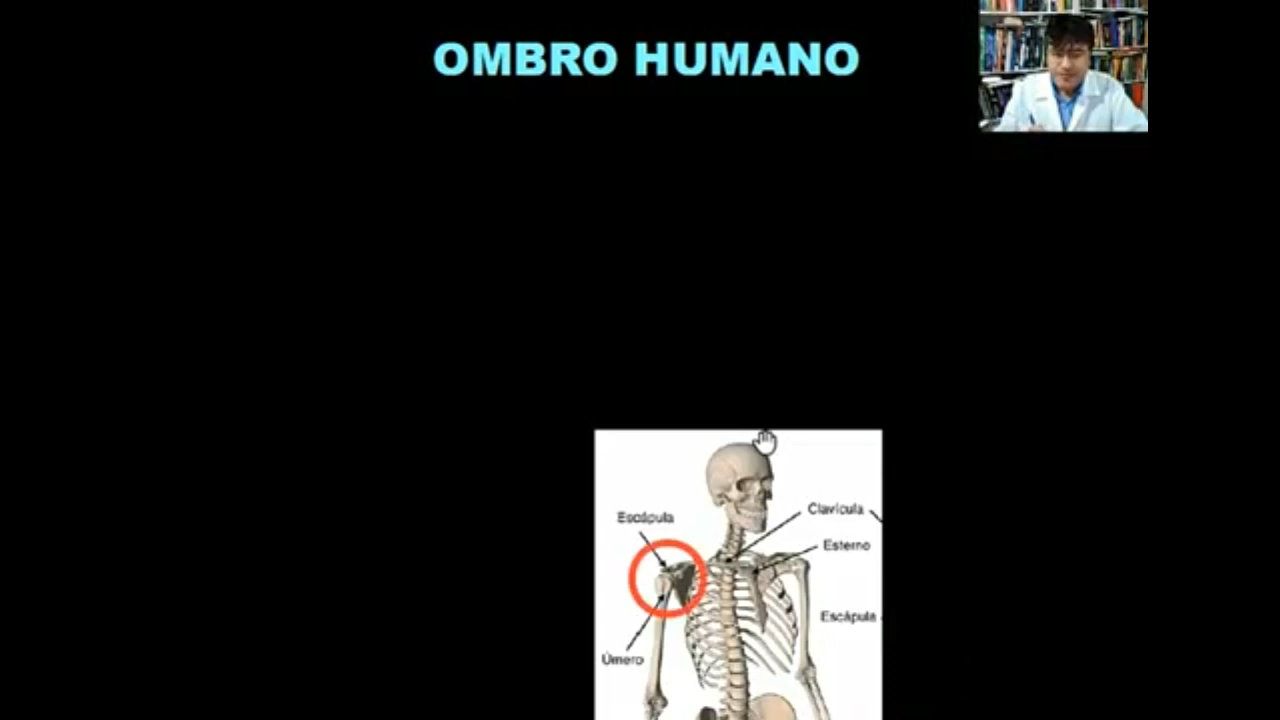 OMBRO HUMANO
Clavícula
Escápula
Esterno
Escápula
Úmero